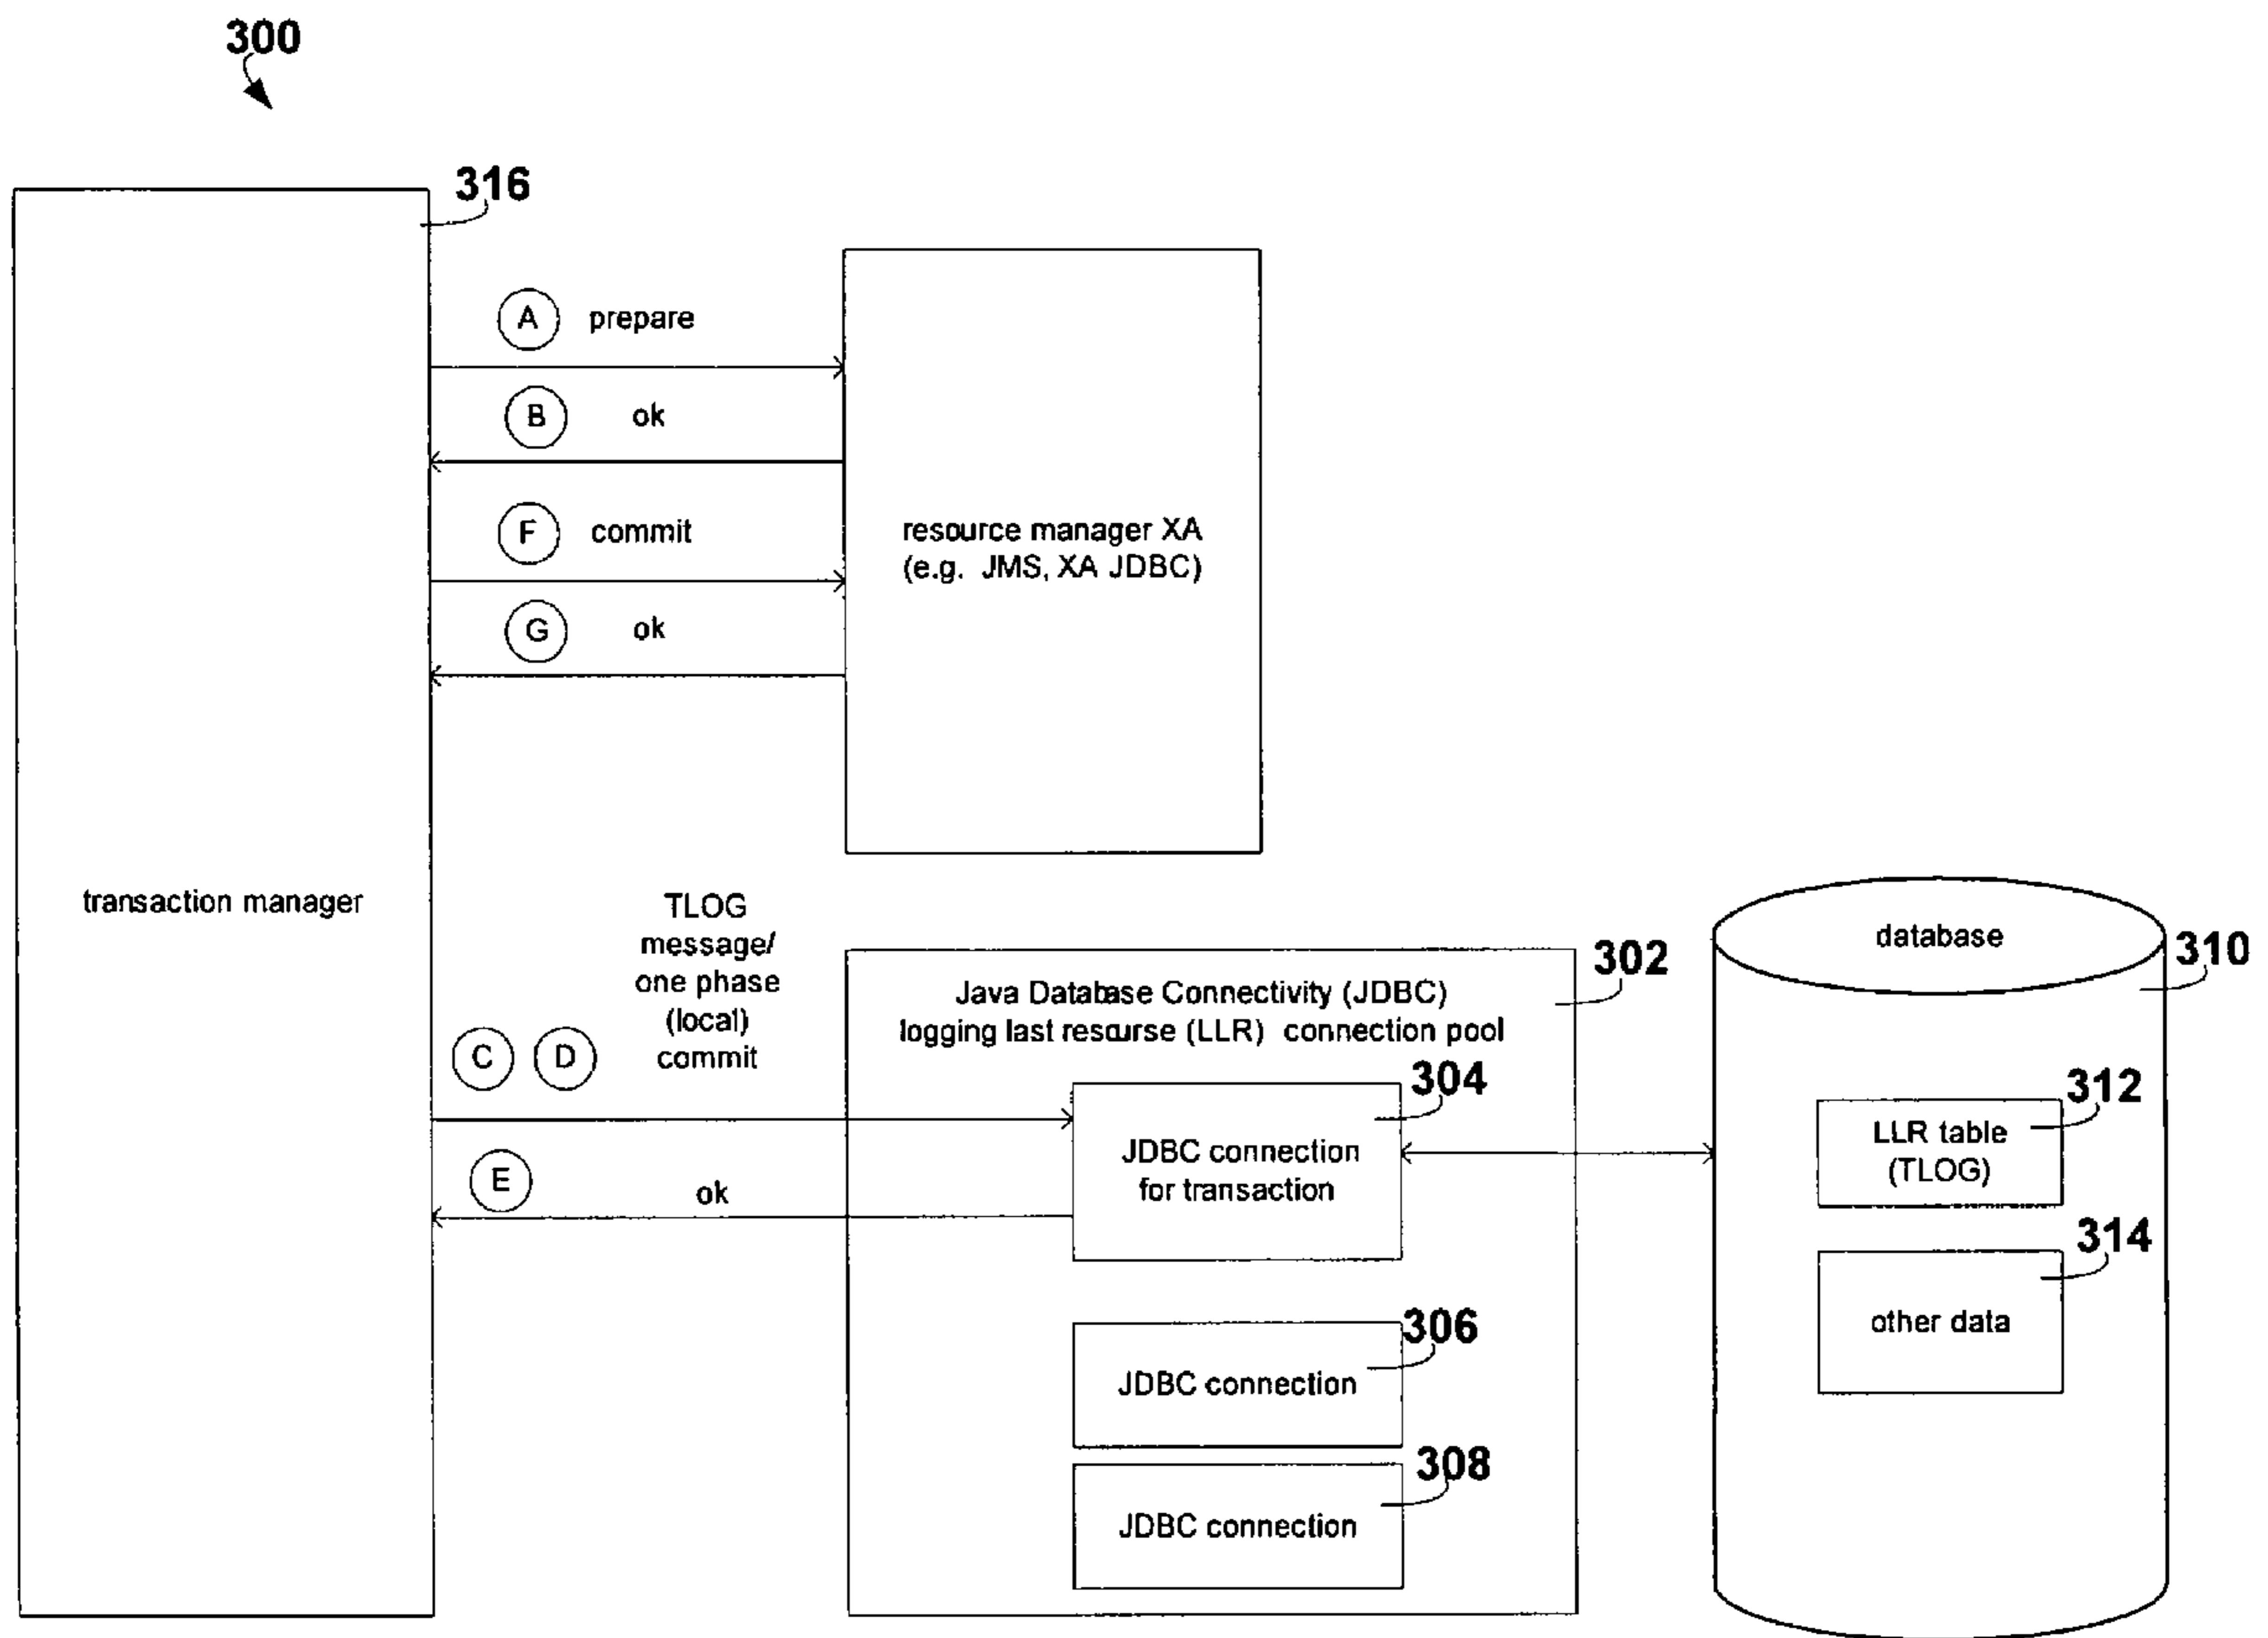 300
316
A prepare
B ok
F commit
G ok
resource manager XA
(e.g. JMS, XA JDBC)
transaction manager
TLOG
message/
one phase
(local)
commit
C D
E ok
302
Java Database Connectivity (JDBC)
logging last resourse (LLR) connection pool
304
JDBC connection
for transaction
306
JDBC connection
308
JDBC connection
database
310
312
LLR table
(TLOG)
314
other data